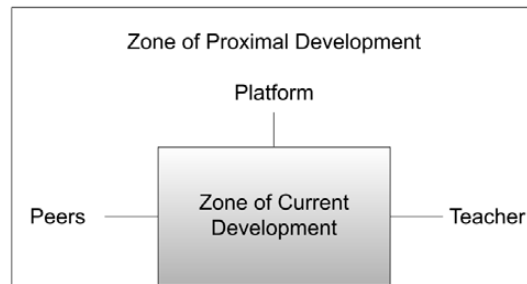 Zone of Proximal Development
Platform
Zone of Current
Development
Peers
Teacher